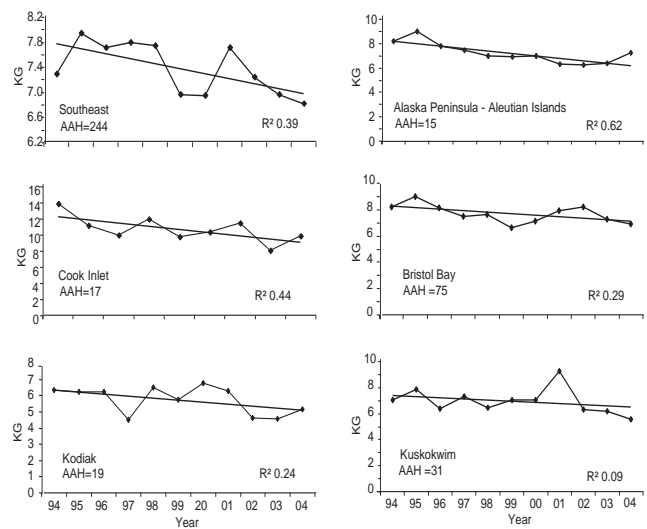 8.2
7.8
7.4
7.0
6.6
6.2
KG
Southeast
AAH=244
R² 0.39
10
8
6
4
2
0
KG
Alaska Peninsula - Aleutian Islands
AAH=15
R² 0.62
16
14
12
10
8
6
4
2
0
KG
Cook Inlet
AAH=17
R² 0.44
10
8
6
4
2
0
KG
Bristol Bay
AAH =75
R² 0.29
8
7
6
5
4
3
2
1
0
KG
Kodiak
AAH=19
R² 0.24
94 95 96 97 98 99 20 01 02 03 04
Year
10
8
6
4
2
0
KG
Kuskokwim
AAH =31
R² 0.09
94 95 96 97 98 99 00 01 02 03 04
Year